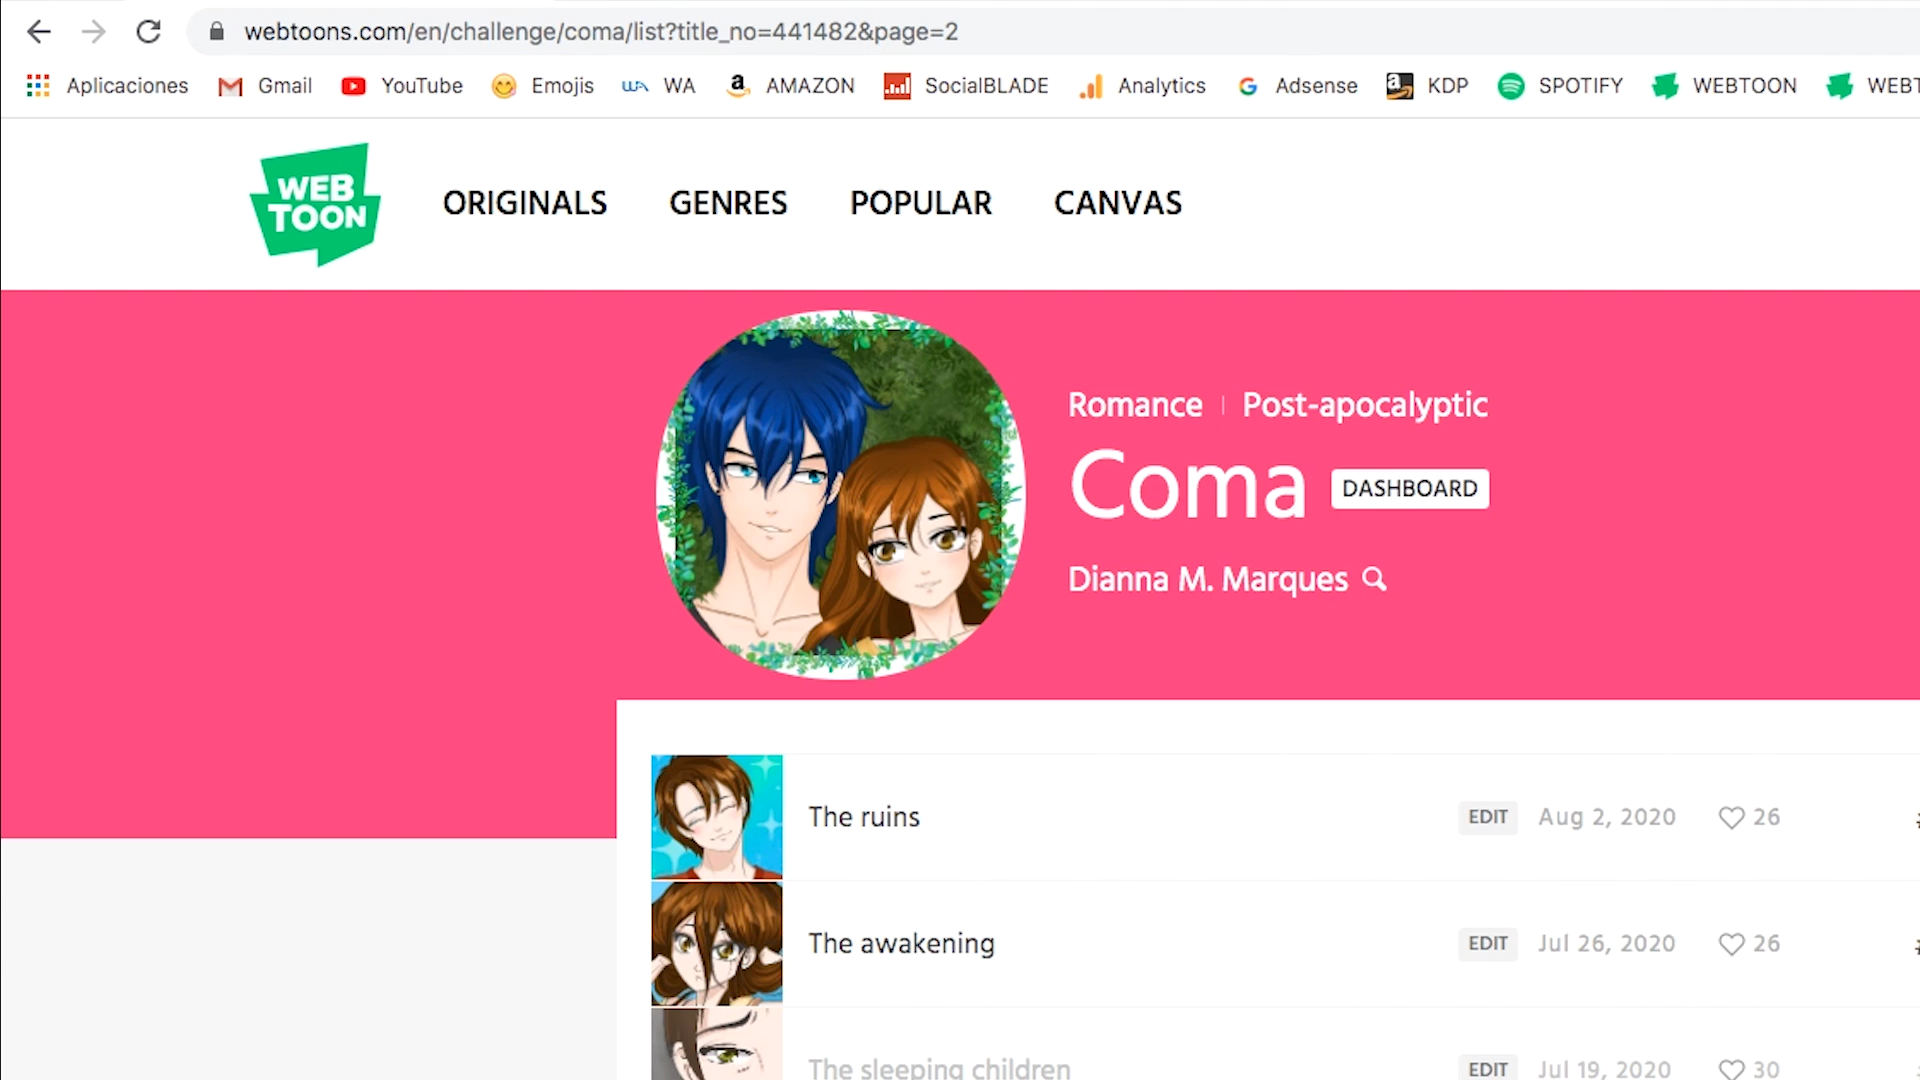 webtoons.com/en/challenge/coma/list?title_no=441482&page=2
Aplicaciones Gmail YouTube Emojis WA AMAZON SocialBLADE Analytics Adsense KDP SPOTIFY WEBTOON WEBT
WEB
TOON
ORIGINALS GENRES POPULAR CANVAS
Romance Post-apocalyptic
Coma DASHBOARD
Dianna M. Marques
The ruins EDIT Aug 2, 2020 26
The awakening EDIT Jul 26, 2020 26
The sleeping children EDIT Jul 19, 2020 30